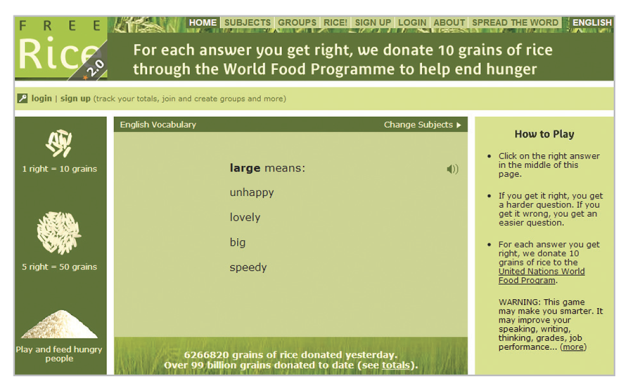 FREE
Rice
2.0
HOME SUBJECTS GROUPS RICE! SIGN UP LOGIN ABOUT SPREAD THE WORD ENGLISH
For each answer you get right, we donate 10 grains of rice
through the World Food Programme to help end hunger
login | sign up (track your totals, join and create groups and more)
1 right = 10 grains
5 right = 50 grains
Play and feed hungry
people
English Vocabulary Change Subjects
large means:
unhappy
lovely
big
speedy
6266820 grains of rice donated yesterday.
Over 99 billion grains donated to date (see totals).
How to Play
• Click on the right answer
in the middle of this
page.
• If you get it right, you get
a harder question. If you
get it wrong, you get an
easier question.
• For each answer you get
right, we donate 10
grains of rice to the
United Nations World
Food Program.
WARNING: This game
may make you smarter. It
may improve your
speaking, writing,
thinking, grades, job
performance... (more)